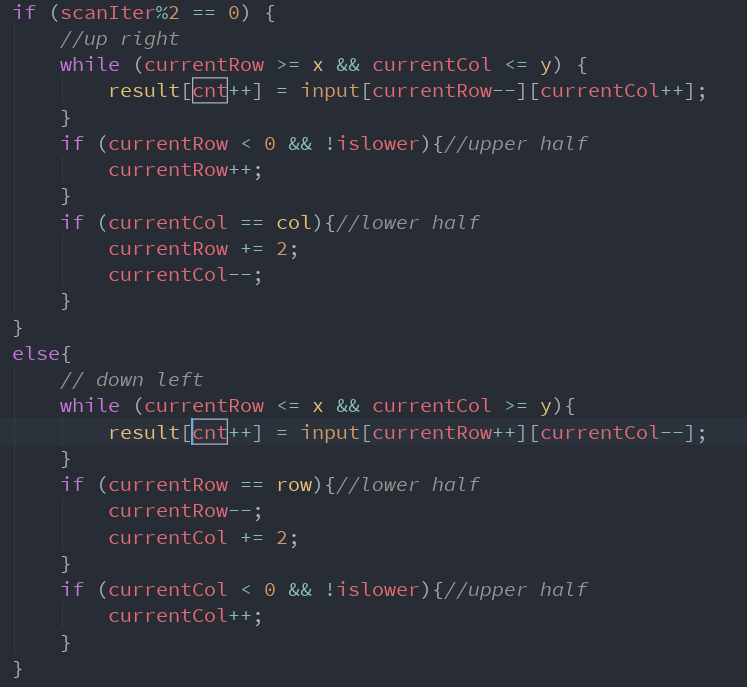 if (scanIter%2 == 0) {
    //up right
    while (currentRow >= x && currentCol <= y) {
        result[cnt++] = input[currentRow--][currentCol++];
    }
    if (currentRow < 0 && !islower){//upper half
        currentRow++;
    }
    if (currentCol == col){//lower half
        currentRow += 2;
        currentCol--;
    }
}
else{
    // down left
    while (currentRow <= x && currentCol >= y){
        result[cnt++] = input[currentRow++][currentCol--];
    }
    if (currentRow == row){//lower half
        currentRow--;
        currentCol += 2;
    }
    if (currentCol < 0 && !islower){//upper half
        currentCol++;
    }
}